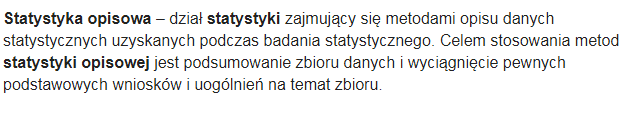 Statystyka opisowa – dział statystyki zajmujący się metodami opisu danych
statystycznych uzyskanych podczas badania statystycznego. Celem stosowania metod
statystyki opisowej jest podsumowanie zbioru danych i wyciągnięcie pewnych
podstawowych wniosków i uogólnień na temat zbioru.